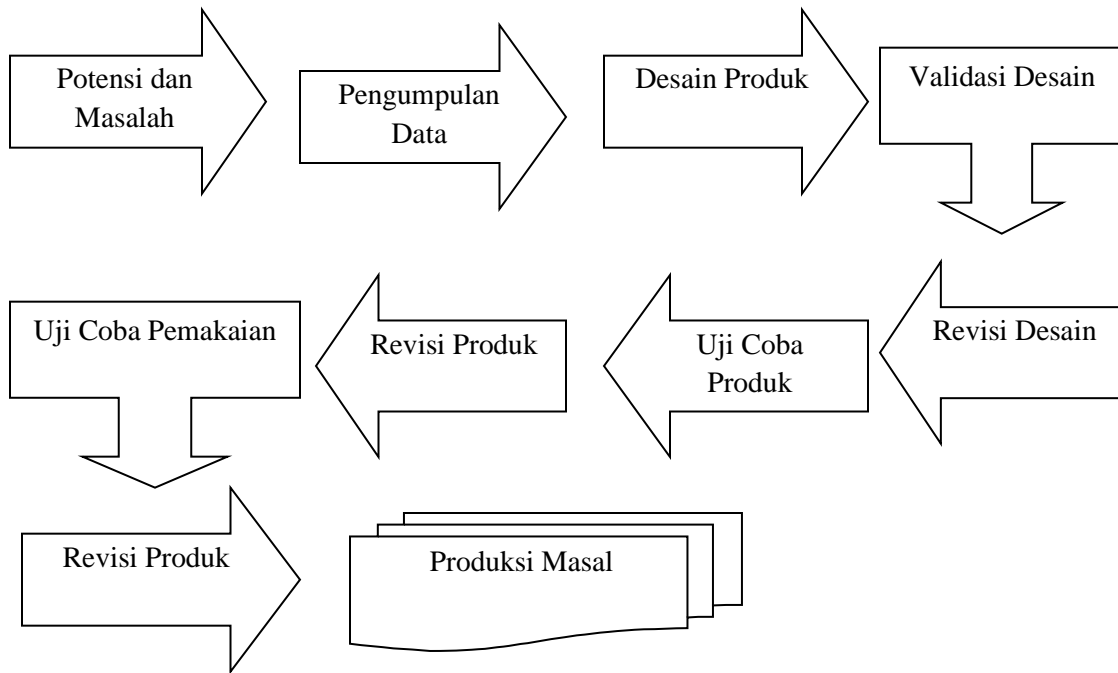 Potensi dan
Masalah
Pengumpulan
Data
Desain Produk
Validasi Desain
Revisi Desain
Uji Coba
Produk
Revisi Produk
Uji Coba Pemakaian
Revisi Produk
Produksi Masal